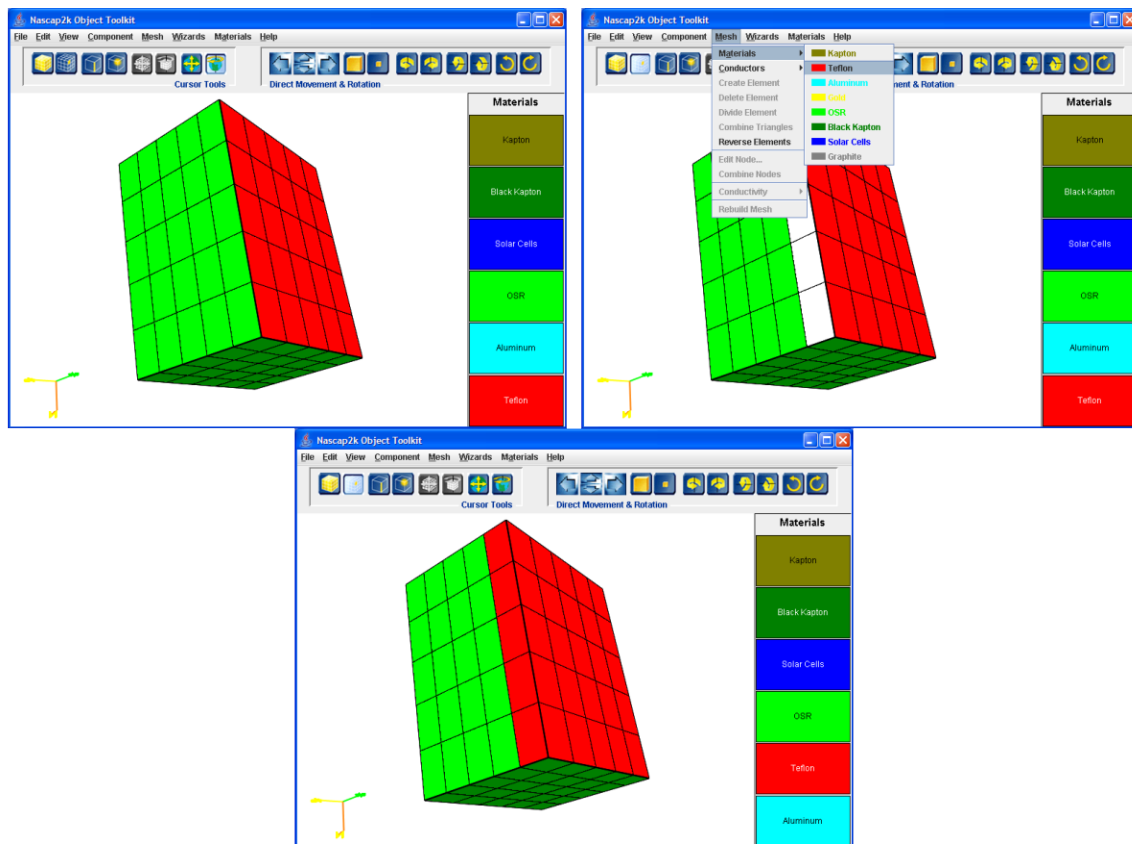 Nascap2k Object Toolkit
File Edit View Component Mesh Wizards Materials Help
Cursor Tools
Direct Movement & Rotation
Materials
Kapton
Black Kapton
Solar Cells
OSR
Aluminum
Teflon
Nascap2k Object Toolkit
File Edit View Component Mesh Wizards Materials Help
Materials
Conductors
Create Element
Delete Element
Divide Element
Combine Triangles
Reverse Elements
Edit Node...
Combine Nodes
Conductivity
Rebuild Mesh
Kapton
Teflon
Aluminum
Gold
OSR
Black Kapton
Solar Cells
Graphite
& Rotation
Materials
Kapton
Black Kapton
Solar Cells
OSR
Aluminum
Teflon
Nascap2k Object Toolkit
File Edit View Component Mesh Wizards Materials Help
Cursor Tools
Direct Movement & Rotation
Materials
Kapton
Black Kapton
Solar Cells
OSR
Teflon
Aluminum